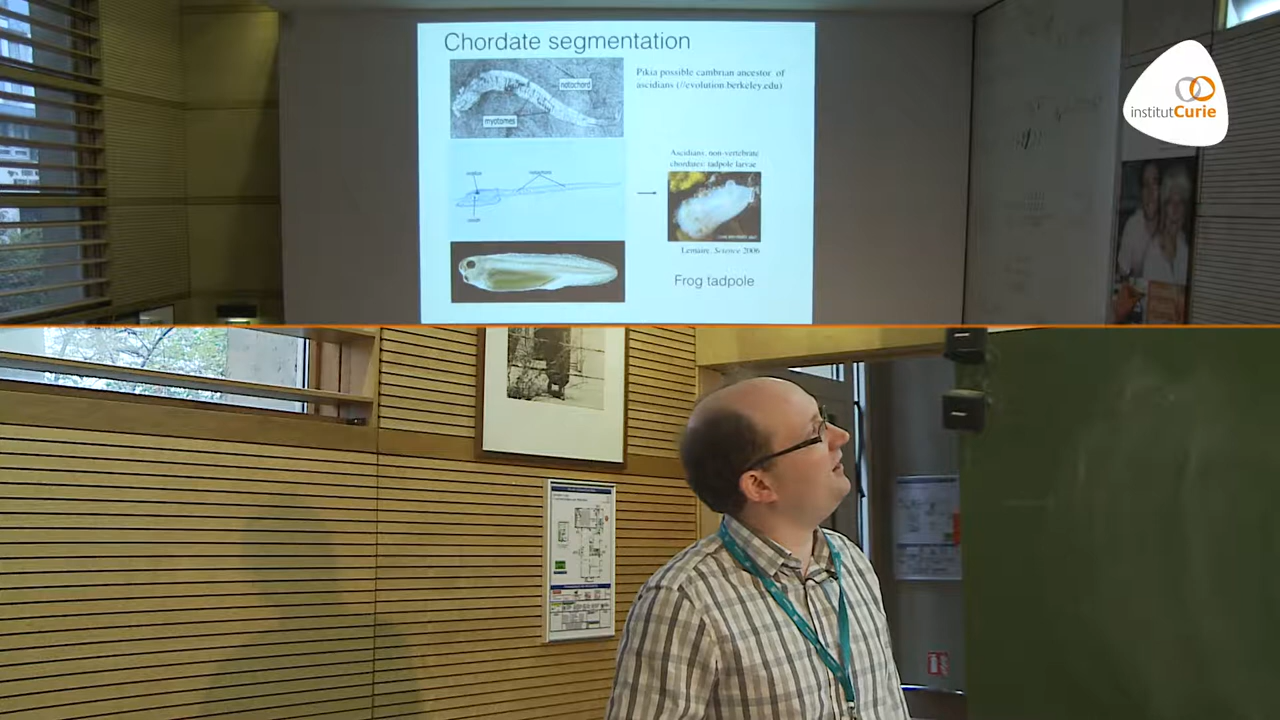 Chordate segmentation
notochord
myotomes
Pikia possible cambrian ancestor of
ascidians (//evolution.berkeley.edu)
Ascidians, non-vertebrate
chordates: tadpole larvae
Lemaire, Science 2006
Frog tadpole
institutCurie